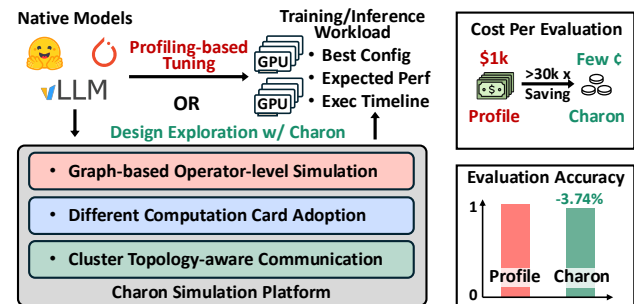 Native Models
vLLM
Profiling-based
Tuning
OR
Design Exploration w/ Charon
Training/Inference
Workload
GPU
GPU
• Best Config
• Expected Perf
• Exec Timeline
• Graph-based Operator-level Simulation
• Different Computation Card Adoption
• Cluster Topology-aware Communication
Charon Simulation Platform
Cost Per Evaluation
$1k
Few ¢
>30k x
Saving
$
Profile
Charon
Evaluation Accuracy
-3.74%
1
Profile
Charon
0